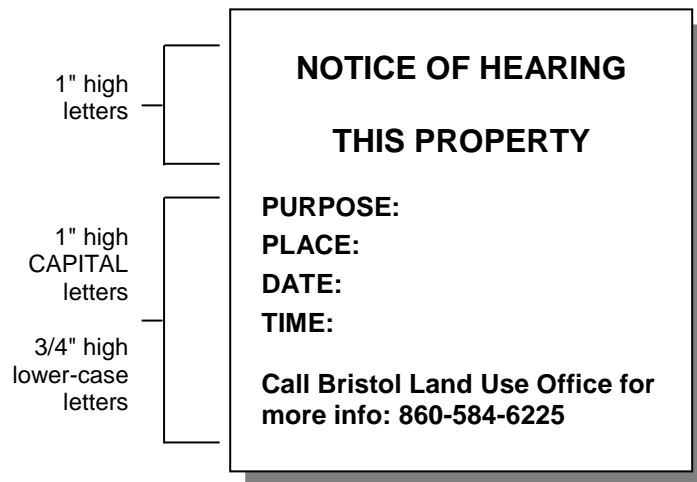 1" high
letters
1" high
CAPITAL
letters
3/4" high
lower-case
letters
NOTICE OF HEARING
THIS PROPERTY
PURPOSE:
PLACE:
DATE:
TIME:
Call Bristol Land Use Office for
more info: 860-584-6225